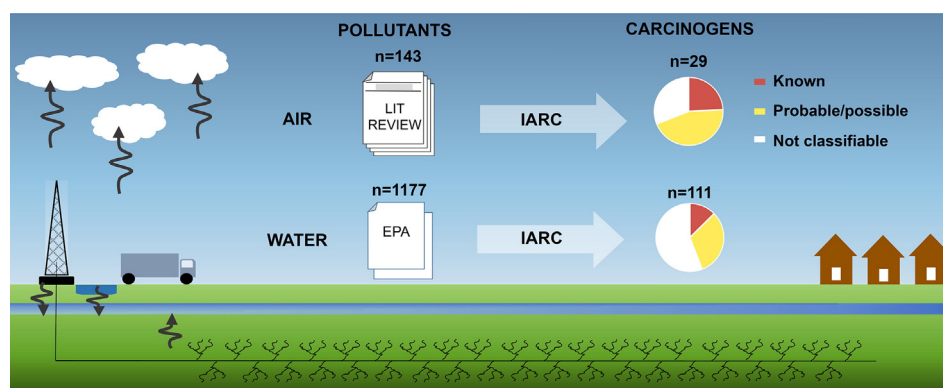 POLLUTANTS
CARCINOGENS
n=143
n=29
AIR
LIT
REVIEW
IARC
Known
Probable/possible
Not classifiable
n=1177
n=111
WATER
EPA
IARC